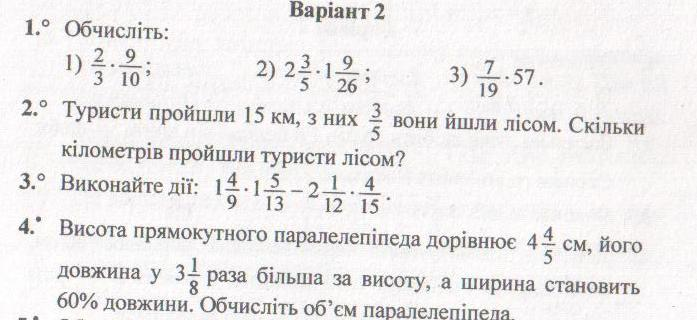 Варіант 2
1.° Обчисліть:
1) 2/3 · 9/10; 2) 2 3/5 · 1 9/26; 3) 7/19 · 57.
2.° Туристи пройшли 15 км, з них 3/5 вони йшли лісом. Скільки
кілометрів пройшли туристи лісом?
3.° Виконайте дії: 1 4/9 · 1 5/13 − 2 1/12 · 4/15.
4.• Висота прямокутного паралелепіпеда дорівнює 4 4/5 см, його
довжина у 3 1/8 раза більша за висоту, а ширина становить
60% довжини. Обчисліть об’єм паралелепіпеда.